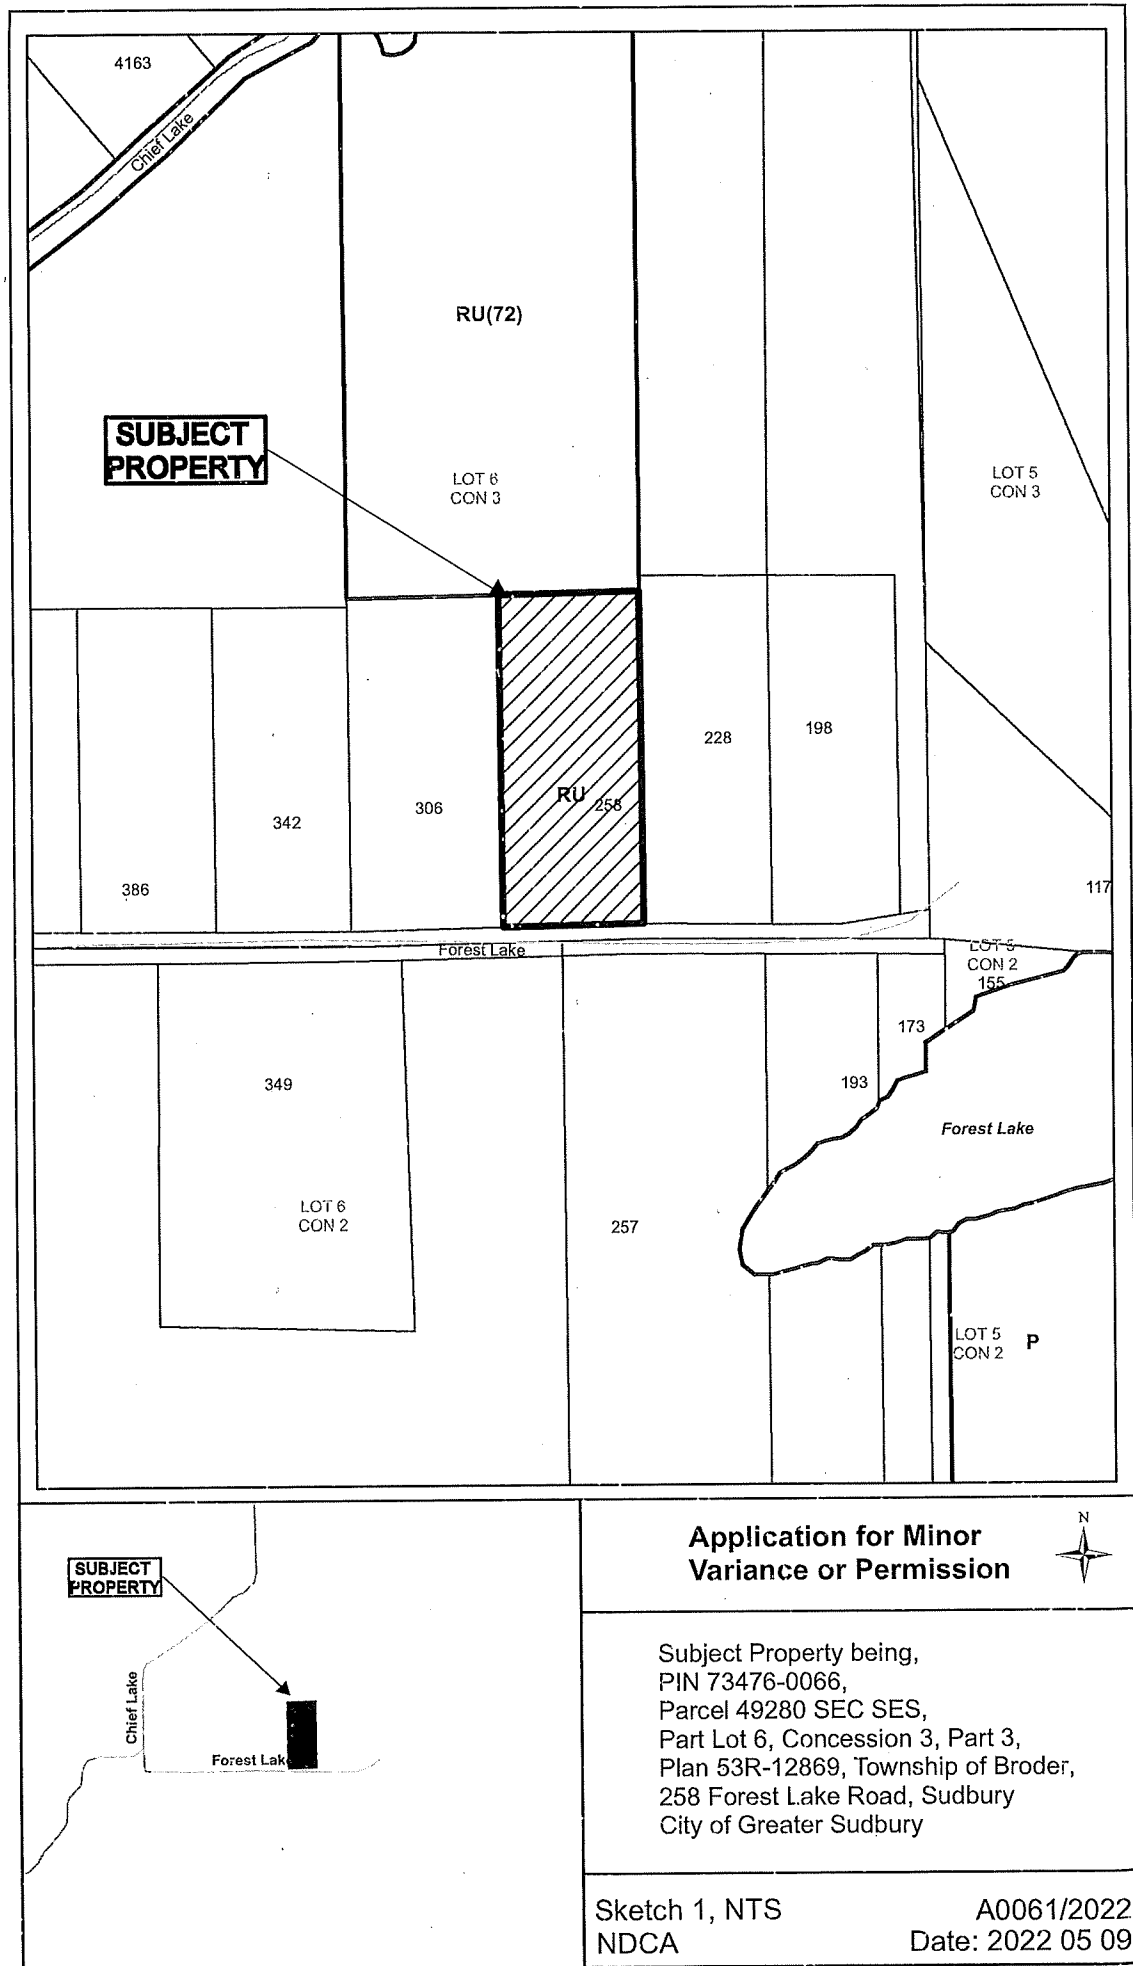 4163
Chief Lake
RU(72)
SUBJECT
PROPERTY
LOT 6
CON 3
LOT 5
CON 3
228
198
RU
258
306
342
386
117
Forest Lake
LOT 5
CON 2
155
173
349
193
Forest Lake
LOT 6
CON 2
257
LOT 5
CON 2
P
SUBJECT
PROPERTY
Chief Lake
Forest Lake
Application for Minor
Variance or Permission
N
Subject Property being,
PIN 73476-0066,
Parcel 49280 SEC SES,
Part Lot 6, Concession 3, Part 3,
Plan 53R-12869, Township of Broder,
258 Forest Lake Road, Sudbury
City of Greater Sudbury
Sketch 1, NTS
A0061/2022
NDCA
Date: 2022 05 09